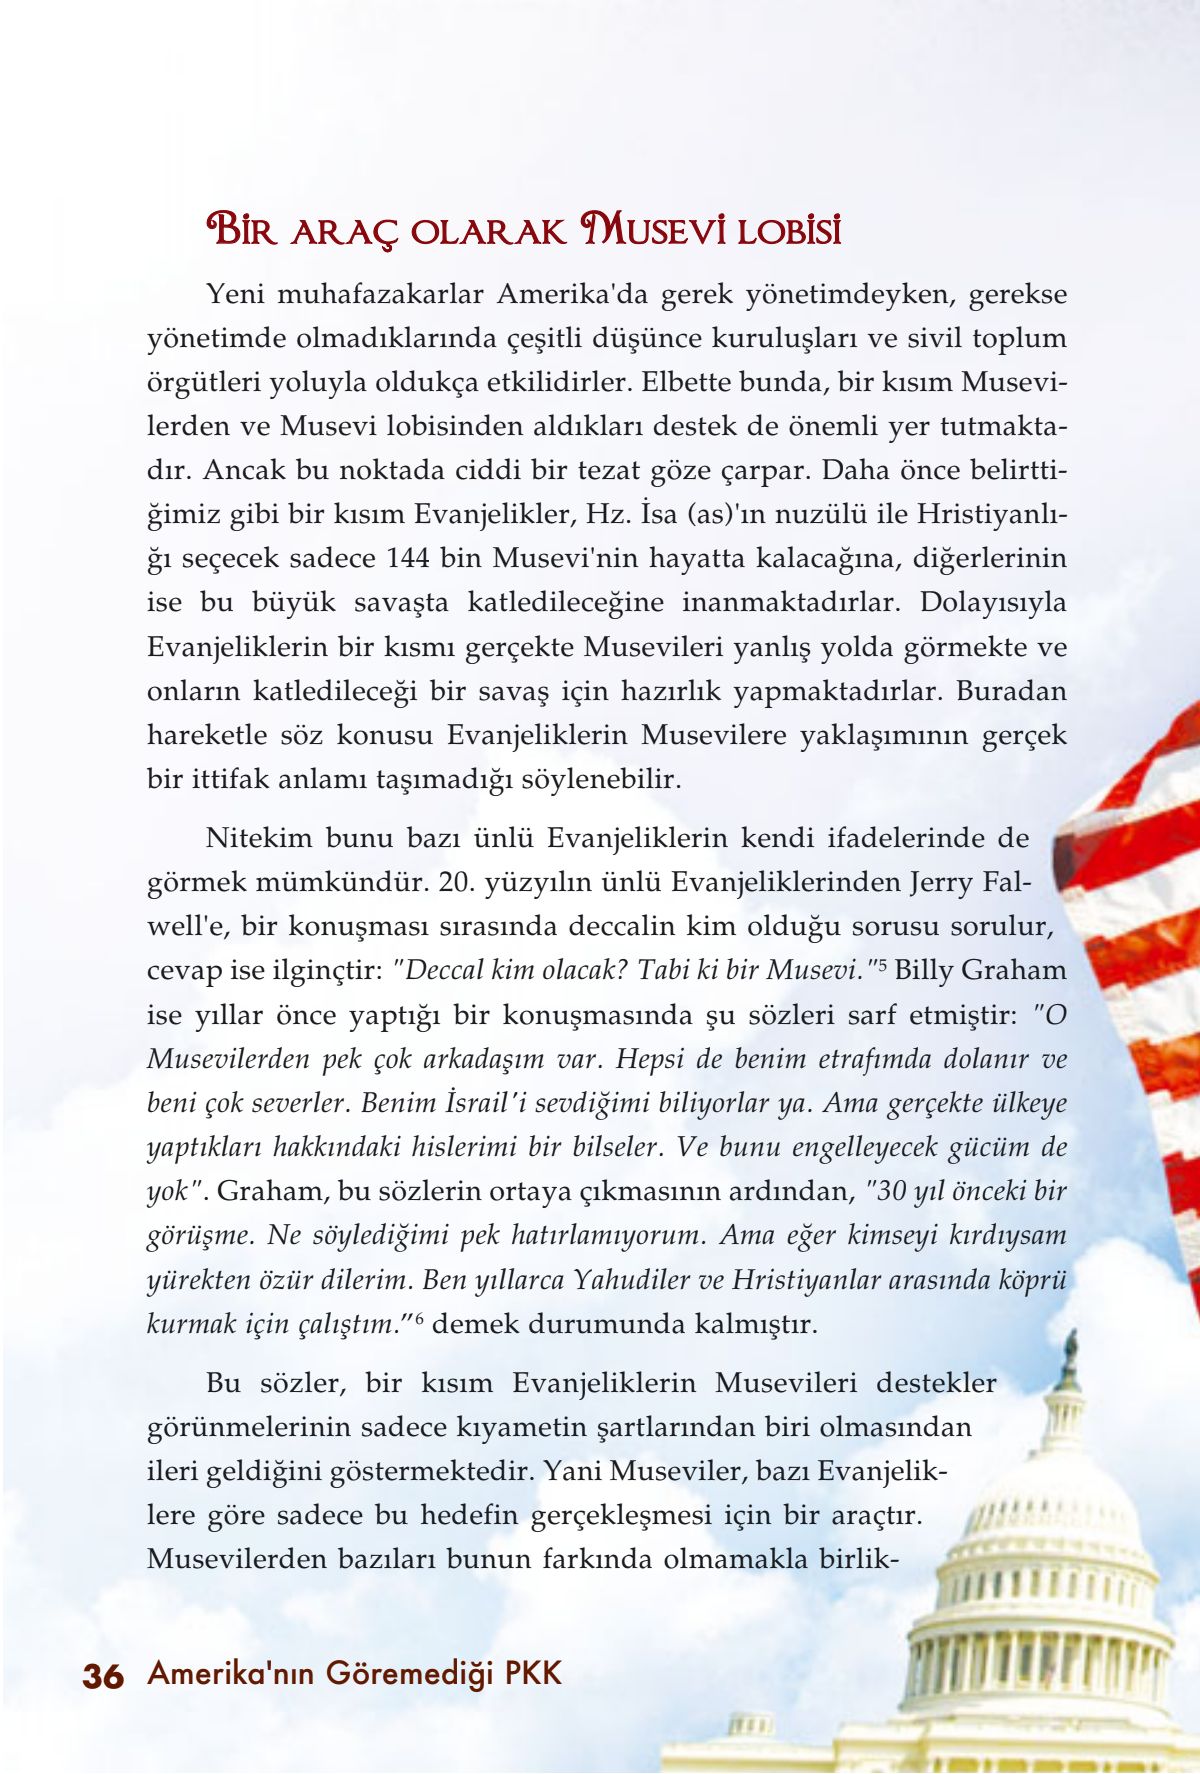 BİR ARAÇ OLARAK MUSEVİ LOBİSİ
Yeni muhafazakarlar Amerika'da gerek yönetimdeyken, gerekse
yönetimde olmadıklarında çeşitli düşünce kuruluşları ve sivil toplum
örgütleri yoluyla oldukça etkilidirler. Elbette bunda, bir kısım Musevi-
lerden ve Musevi lobisinden aldıkları destek de önemli yer tutmakta-
dır. Ancak bu noktada ciddi bir tezat göze çarpar. Daha önce belirtti-
ğimiz gibi bir kısım Evanjelikler, Hz. İsa (as)'ın nuzülü ile Hristiyanlı-
ğı seçecek sadece 144 bin Musevi'nin hayatta kalacağına, diğerlerinin
ise bu büyük savaşta katledileceğine inanmaktadırlar. Dolayısıyla
Evanjeliklerin bir kısmı gerçekte Musevileri yanlış yolda görmekte ve
onların katledileceği bir savaş için hazırlık yapmaktadırlar. Buradan
hareketle söz konusu Evanjeliklerin Musevilere yaklaşımının gerçek
bir ittifak anlamı taşımadığı söylenebilir.
Nitekim bunu bazı ünlü Evanjeliklerin kendi ifadelerinde de
görmek mümkündür. 20. yüzyılın ünlü Evanjeliklerinden Jerry Fal-
well'e, bir konuşması sırasında deccalin kim olduğu sorusu sorulur,
cevap ise ilginçtir: "Deccal kim olacak? Tabi ki bir Musevi."⁵ Billy Graham
ise yıllar önce yaptığı bir konuşmasında şu sözleri sarf etmiştir: "O
Musevilerden pek çok arkadaşım var. Hepsi de benim etrafımda dolanır ve
beni çok severler. Benim İsrail'i sevdiğimi biliyorlar ya. Ama gerçekte ülkeye
yaptıkları hakkındaki hislerimi bir bilseler. Ve bunu engelleyecek gücüm de
yok". Graham, bu sözlerin ortaya çıkmasının ardından, "30 yıl önceki bir
görüşme. Ne söylediğimi pek hatırlamıyorum. Ama eğer kimseyi kırdıysam
yürekten özür dilerim. Ben yıllarca Yahudiler ve Hristiyanlar arasında köprü
kurmak için çalıştım."⁶ demek durumunda kalmıştır.
Bu sözler, bir kısım Evanjeliklerin Musevileri destekler
görünmelerinin sadece kıyametin şartlarından biri olmasından
ileri geldiğini göstermektedir. Yani Museviler, bazı Evanjelik-
lere göre sadece bu hedefin gerçekleşmesi için bir araçtır.
Musevilerden bazıları bunun farkında olmamakla birlik-
36 Amerika'nın Göremediği PKK